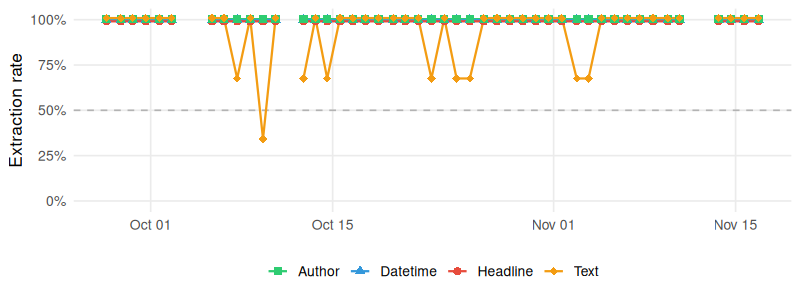 100%
75%
50%
25%
0%
Extraction rate
Oct 01 Oct 15 Nov 01 Nov 15
Author Datetime Headline Text